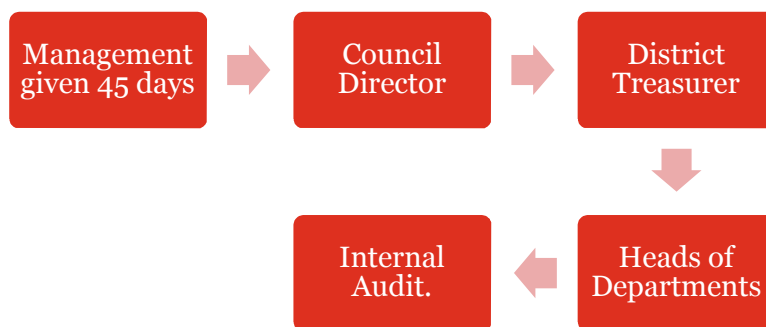 Management
given 45 days
Council
Director
District
Treasurer
Heads of
Departments
Internal
Audit.